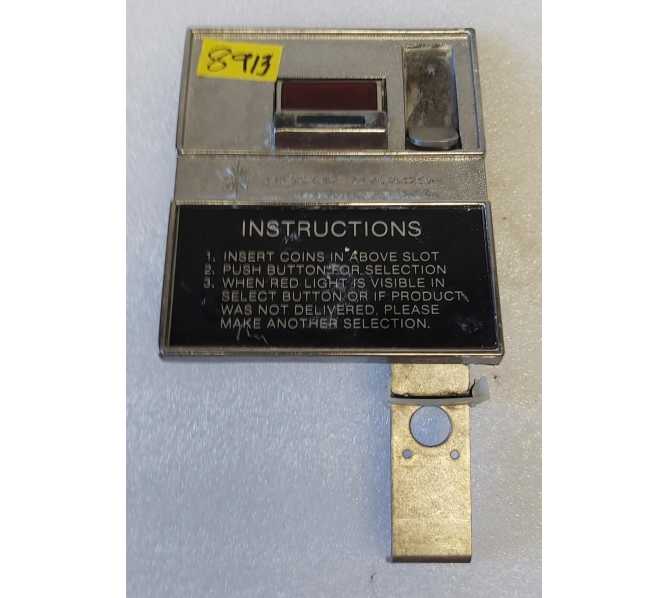 8913
INSTRUCTIONS
1. INSERT COINS IN ABOVE SLOT
2. PUSH BUTTON FOR SELECTION
3. WHEN RED LIGHT IS VISIBLE IN
SELECT BUTTON OR IF PRODUCT
WAS NOT DELIVERED, PLEASE
MAKE ANOTHER SELECTION.